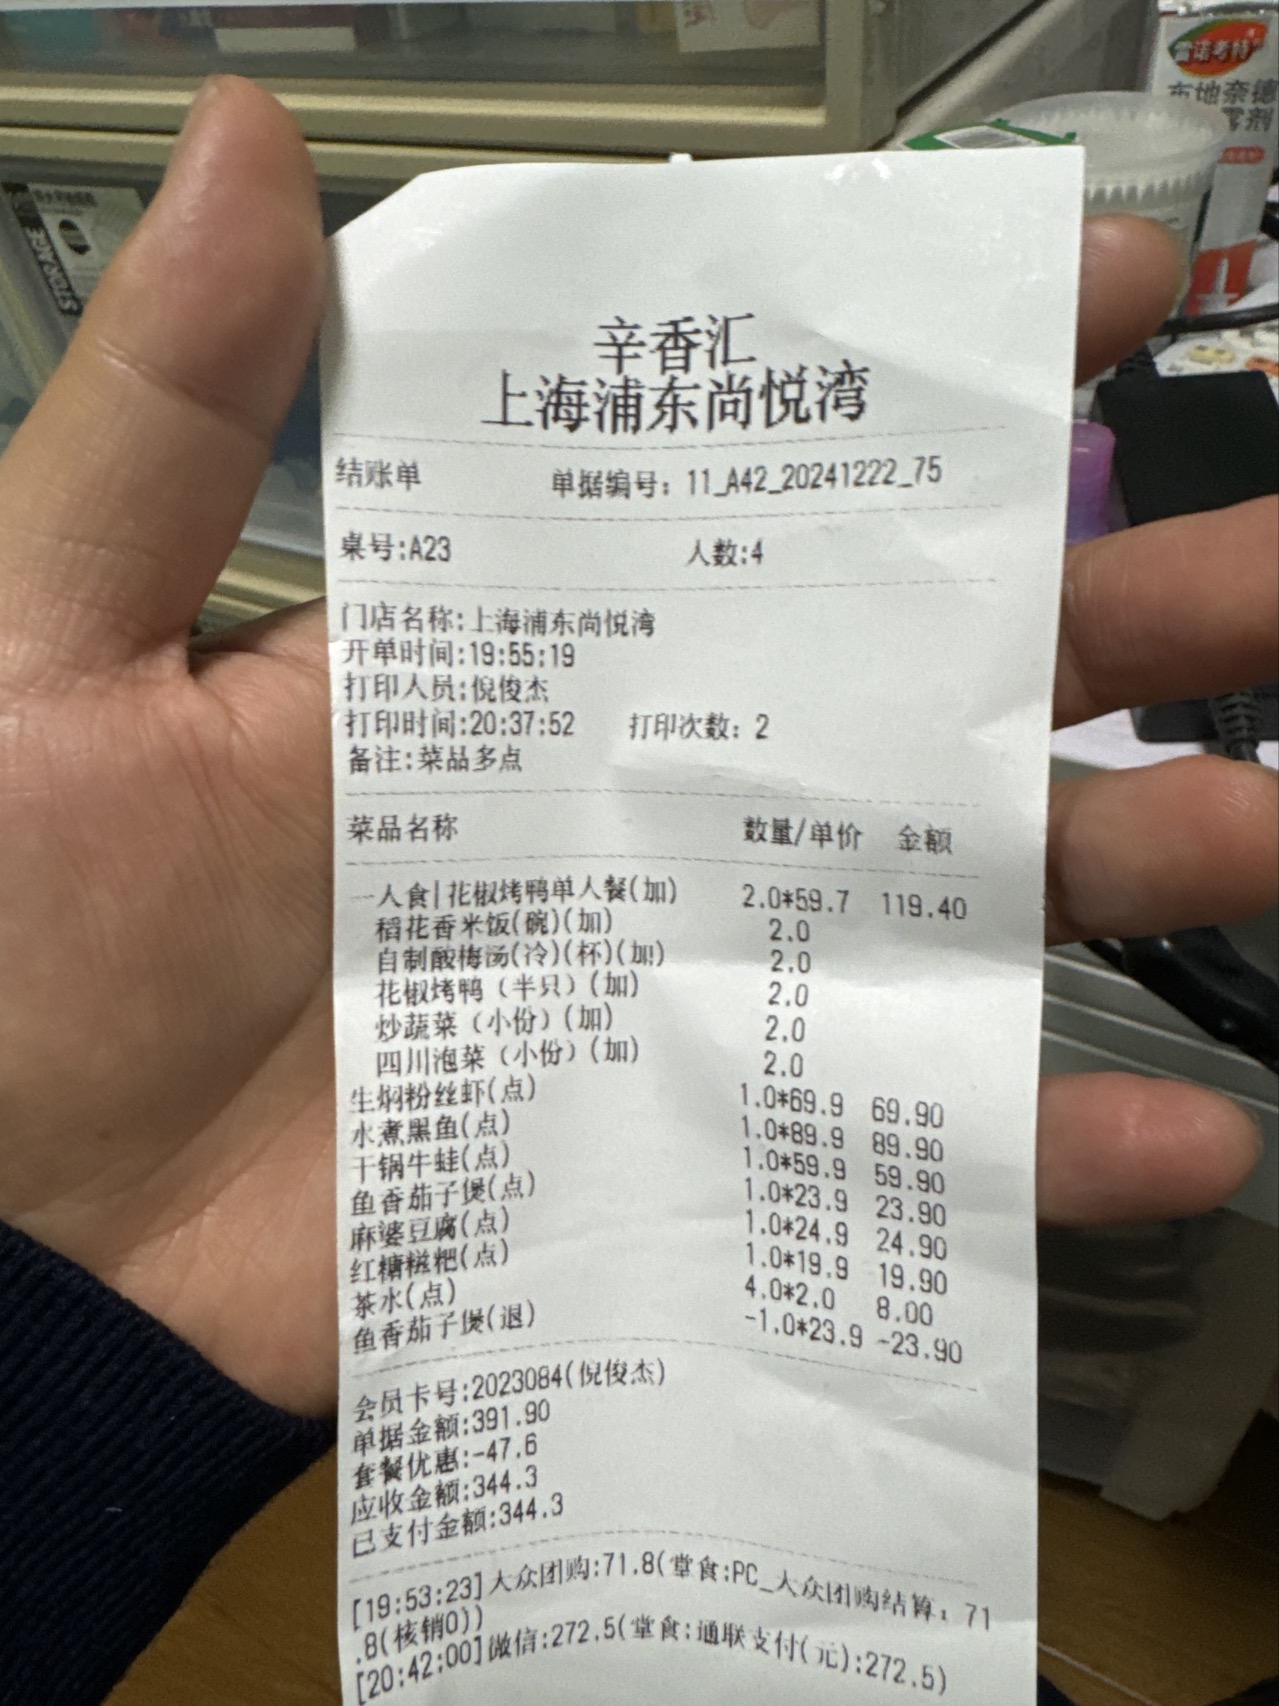 雷诺考特
布地奈德
雾剂
STORAGE
辛香汇
上海浦东尚悦湾
结账单 单据编号: 11_A42_20241222_75
桌号:A23 人数:4
门店名称:上海浦东尚悦湾
开单时间:19:55:19
打印人员:倪俊杰
打印时间:20:37:52 打印次数: 2
备注:菜品多点
菜品名称 数量/单价 金额
一人食|花椒烤鸭单人餐(加) 2.0*59.7 119.40
稻花香米饭(碗)(加) 2.0
自制酸梅汤(冷)(杯)(加) 2.0
花椒烤鸭（半只）(加) 2.0
炒蔬菜（小份）(加) 2.0
四川泡菜（小份）(加) 2.0
生焖粉丝虾(点) 1.0*69.9 69.90
水煮黑鱼(点) 1.0*89.9 89.90
干锅牛蛙(点) 1.0*59.9 59.90
鱼香茄子煲(点) 1.0*23.9 23.90
麻婆豆腐(点) 1.0*24.9 24.90
红糖糍粑(点) 1.0*19.9 19.90
茶水(点) 4.0*2.0 8.00
鱼香茄子煲(退) -1.0*23.9 -23.90
会员卡号:2023084(倪俊杰)
单据金额:391.90
套餐优惠:-47.6
应收金额:344.3
已支付金额:344.3
[19:53:23]大众团购:71.8(堂食:PC_大众团购结算: 71
.8(核销0))
[20:42:00]微信:272.5(堂食:通联支付(元):272.5)